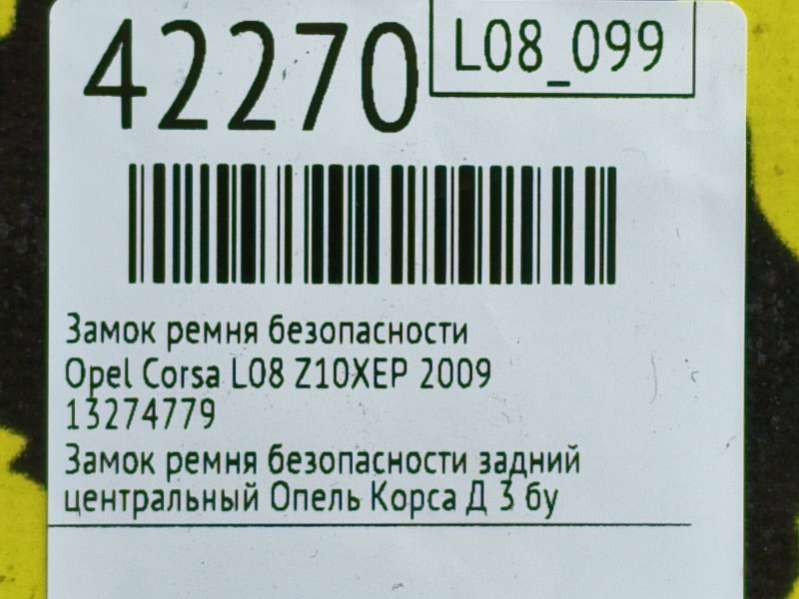 42270
L08_099
Замок ремня безопасности
Opel Corsa L08 Z10XEP 2009
13274779
Замок ремня безопасности задний
центральный Опель Корса Д 3 бу